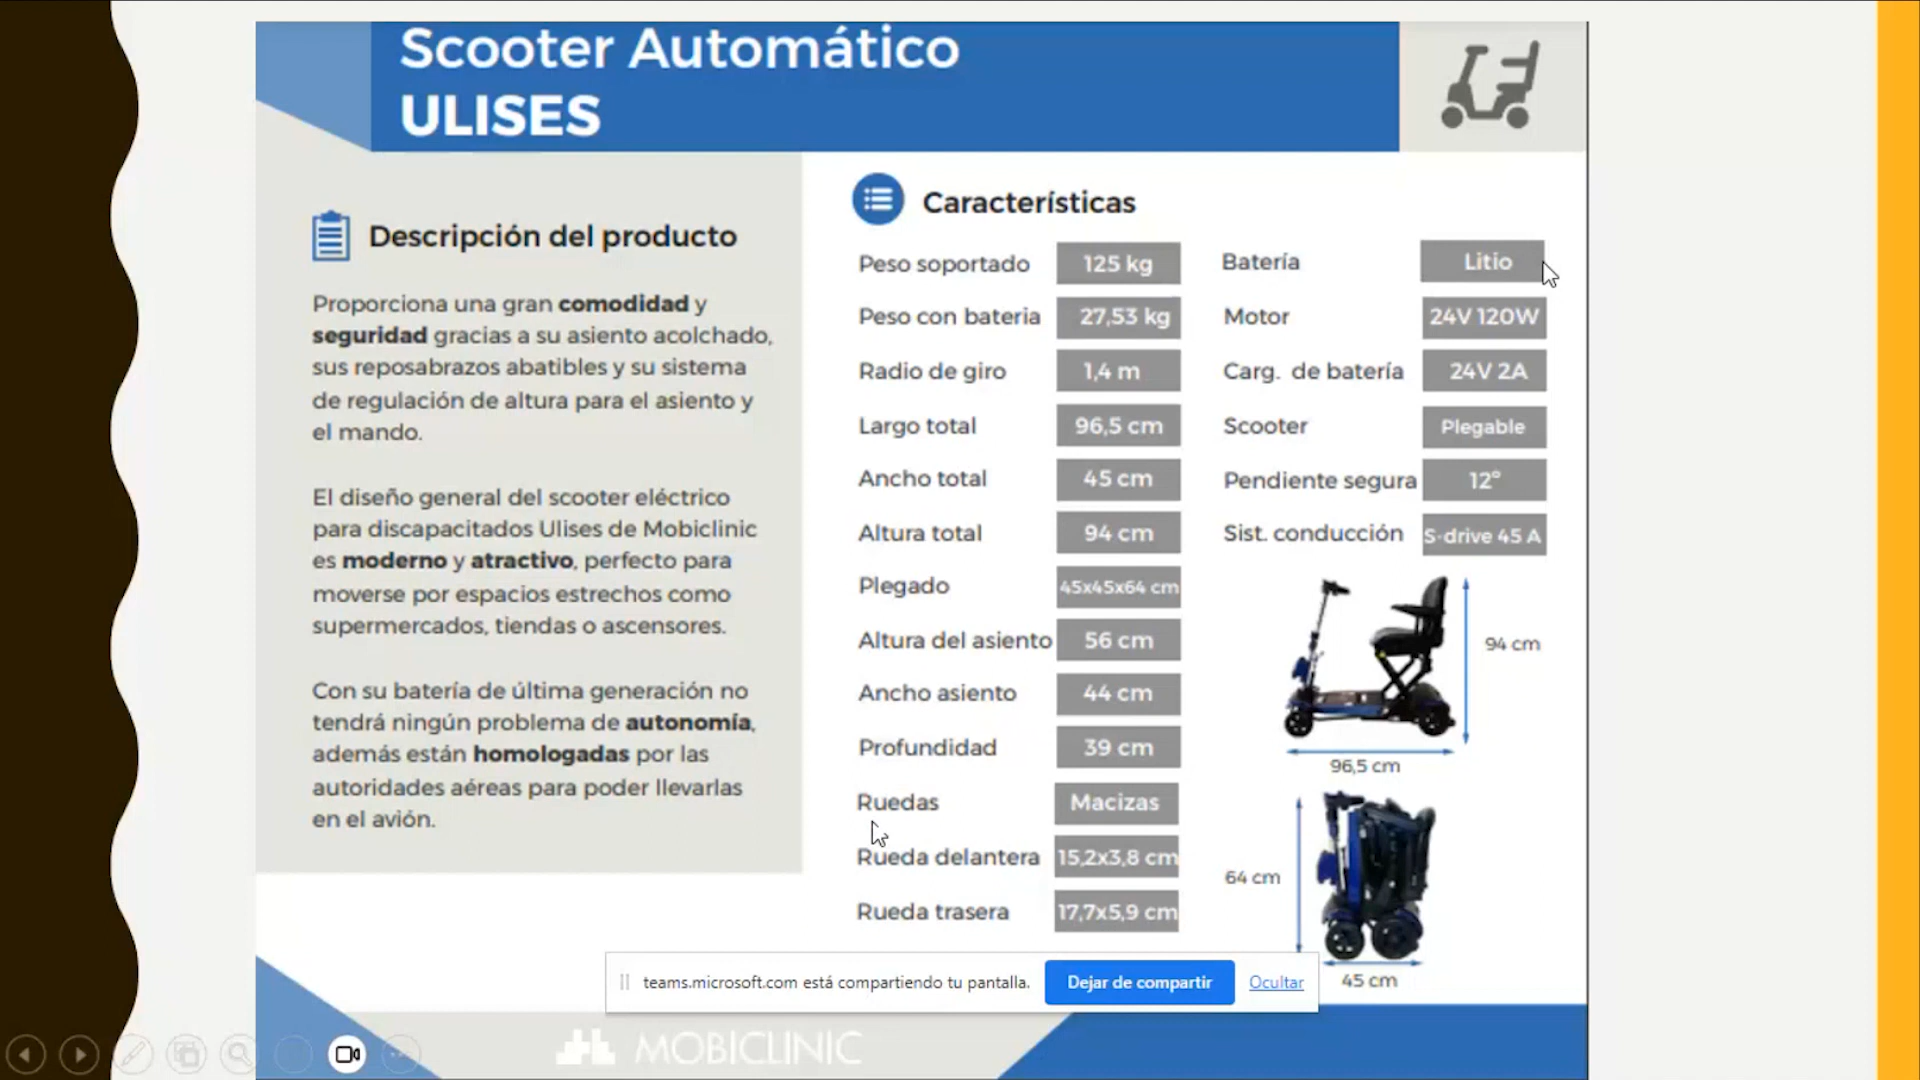 Scooter Automático
ULISES
Descripción del producto
Proporciona una gran comodidad y
seguridad gracias a su asiento acolchado,
sus reposabrazos abatibles y su sistema
de regulación de altura para el asiento y
el mando.
El diseño general del scooter eléctrico
para discapacitados Ulises de Mobiclinic
es moderno y atractivo, perfecto para
moverse por espacios estrechos como
supermercados, tiendas o ascensores.
Con su batería de última generación no
tendrá ningún problema de autonomía,
además están homologadas por las
autoridades aéreas para poder llevarlas
en el avión.
Características
Peso soportado 125 kg
Peso con bateria 27,53 kg
Radio de giro 1,4 m
Largo total 96,5 cm
Ancho total 45 cm
Altura total 94 cm
Plegado 45x45x64 cm
Altura del asiento 56 cm
Ancho asiento 44 cm
Profundidad 39 cm
Ruedas Macizas
Rueda delantera 15,2x3,8 cm
Rueda trasera 17,7x5,9 cm
Batería Litio
Motor 24V 120W
Carg. de batería 24V 2A
Scooter Plegable
Pendiente segura 12º
Sist. conducción S-drive 45 A
94 cm
96,5 cm
64 cm
45 cm
teams.microsoft.com está compartiendo tu pantalla. Dejar de compartir Ocultar
MOBICLINIC